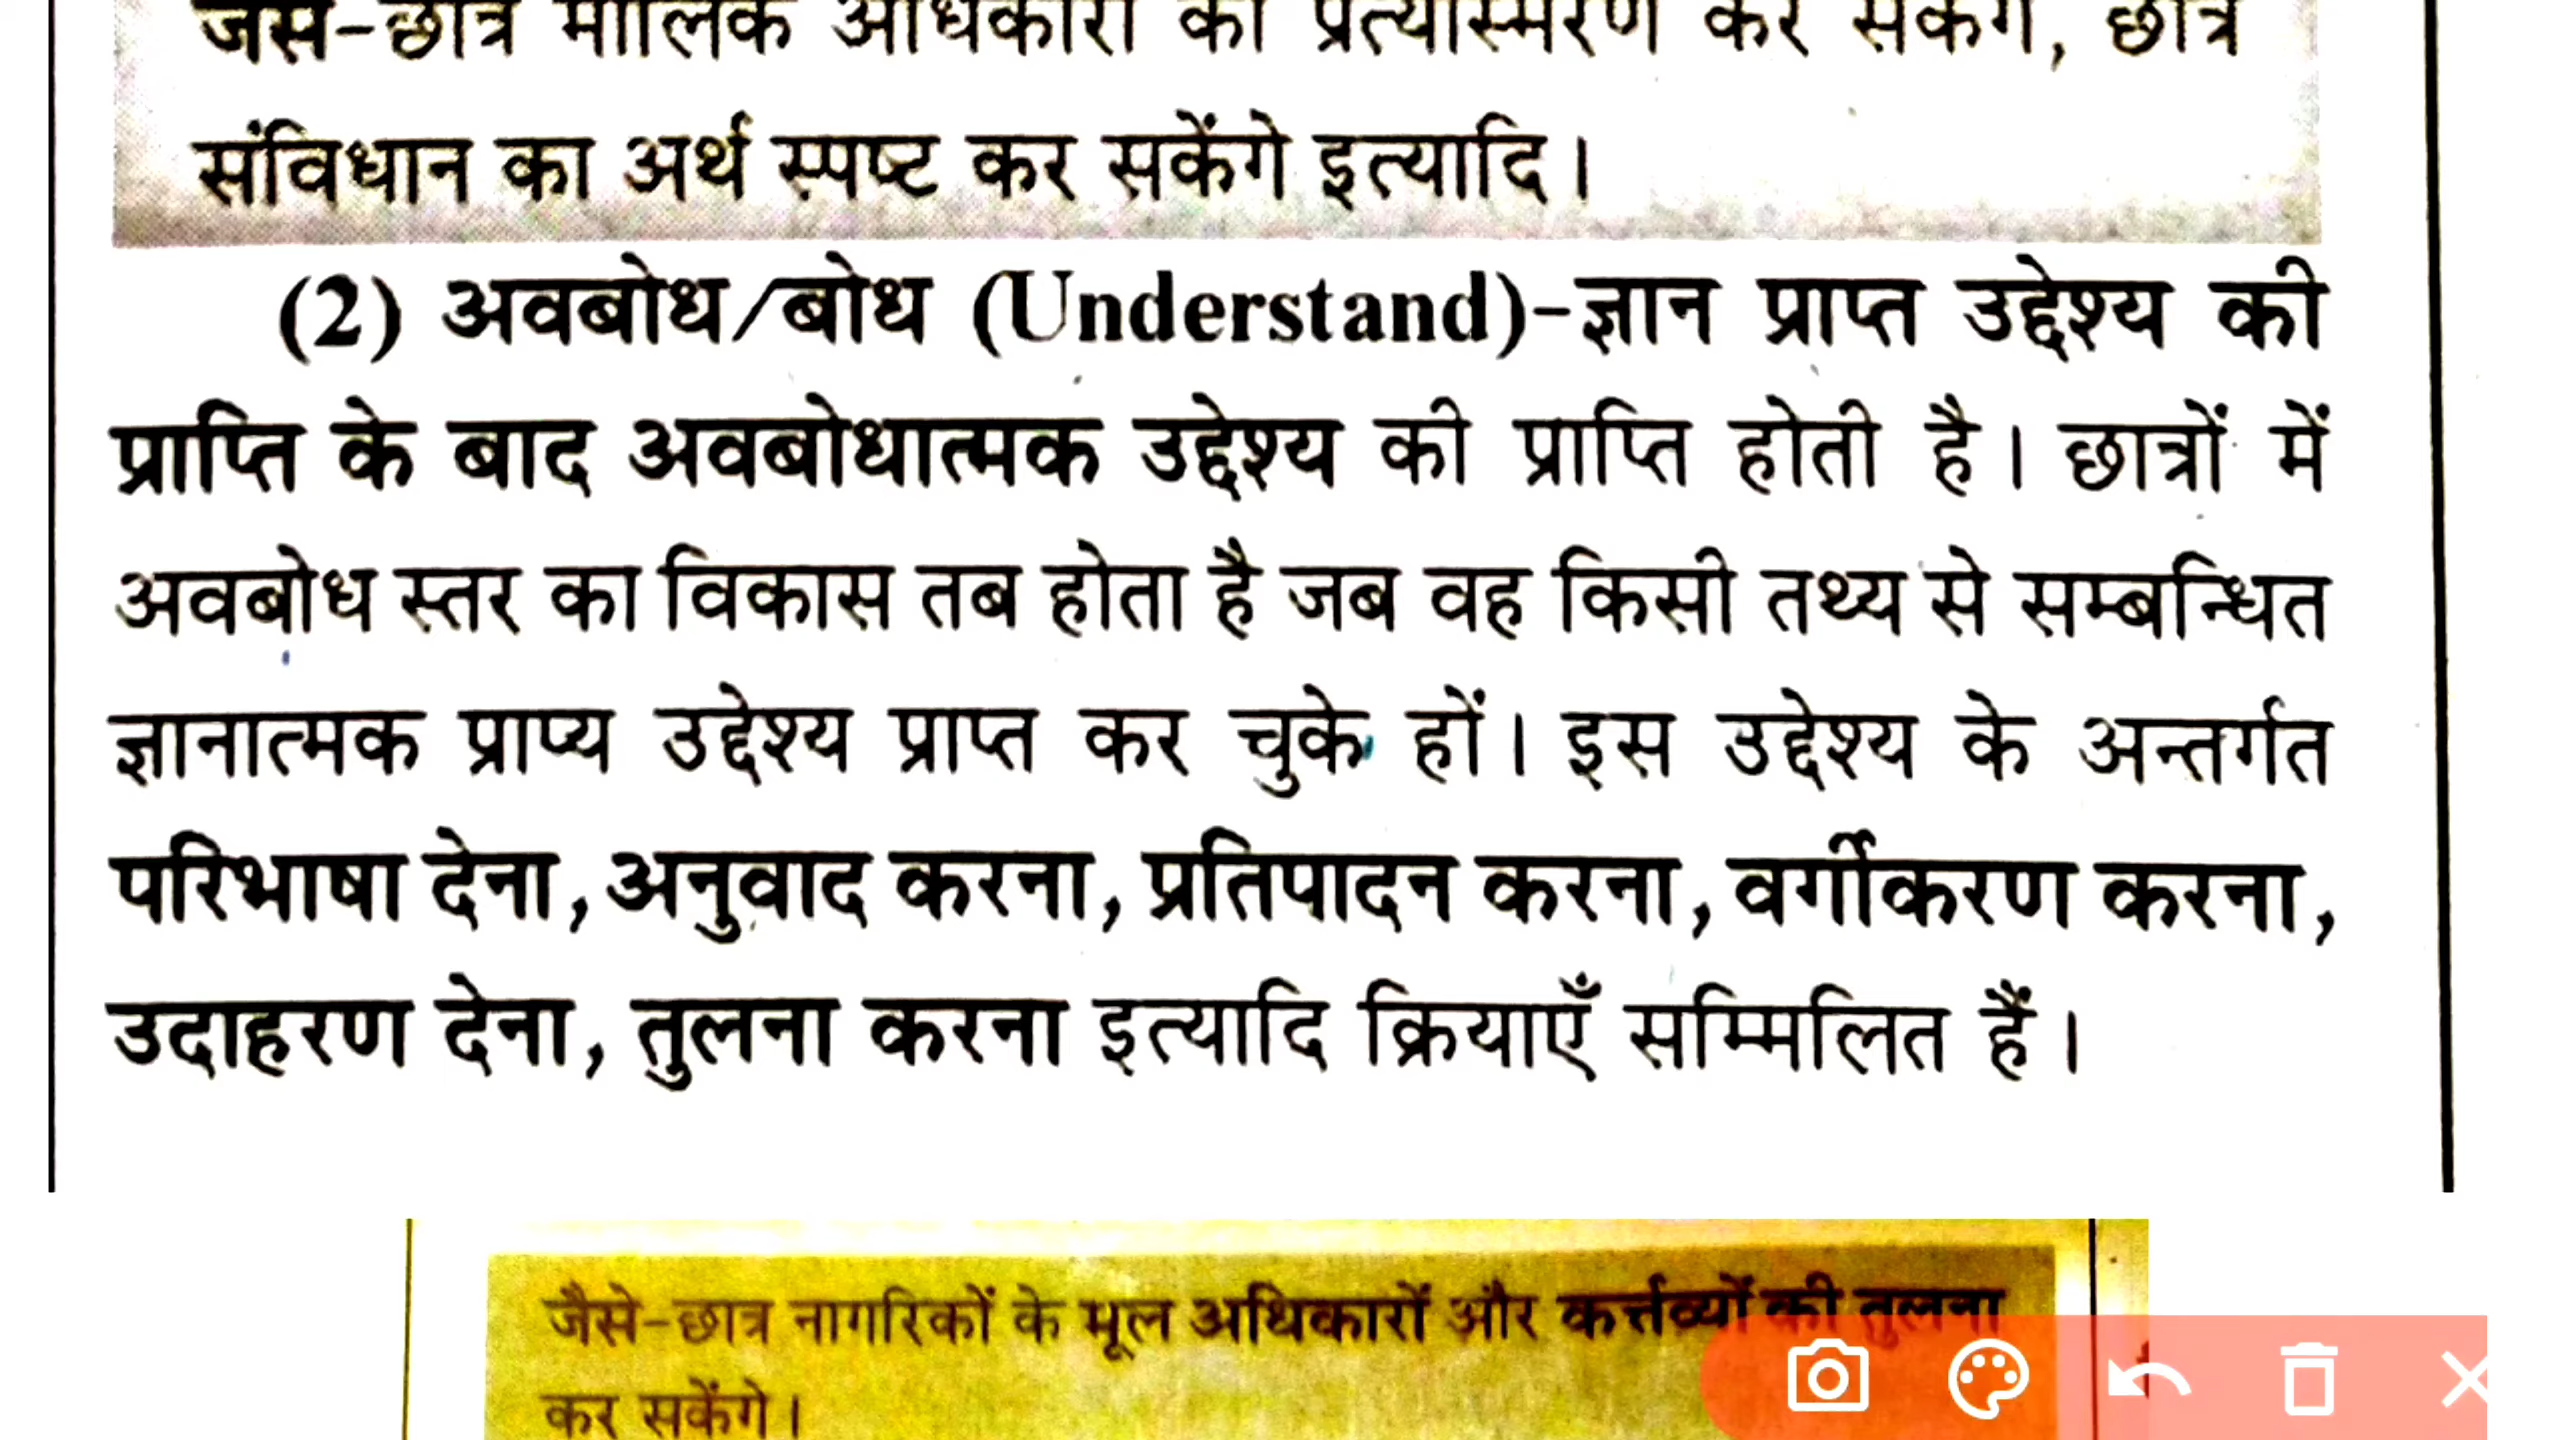 जैसे-छात्र मौलिक अधिकारों का प्रत्यास्मरण कर सकेंगे, छात्र
संविधान का अर्थ स्पष्ट कर सकेंगे इत्यादि।
(2) अवबोध/बोध (Understand)-ज्ञान प्राप्त उद्देश्य की
प्राप्ति के बाद अवबोधात्मक उद्देश्य की प्राप्ति होती है। छात्रों में
अवबोध स्तर का विकास तब होता है जब वह किसी तथ्य से सम्बन्धित
ज्ञानात्मक प्राप्य उद्देश्य प्राप्त कर चुके हों। इस उद्देश्य के अन्तर्गत
परिभाषा देना, अनुवाद करना, प्रतिपादन करना, वर्गीकरण करना,
उदाहरण देना, तुलना करना इत्यादि क्रियाएँ सम्मिलित हैं।
जैसे-छात्र नागरिकों के मूल अधिकारों और कर्त्तव्यों की तुलना
कर सकेंगे।